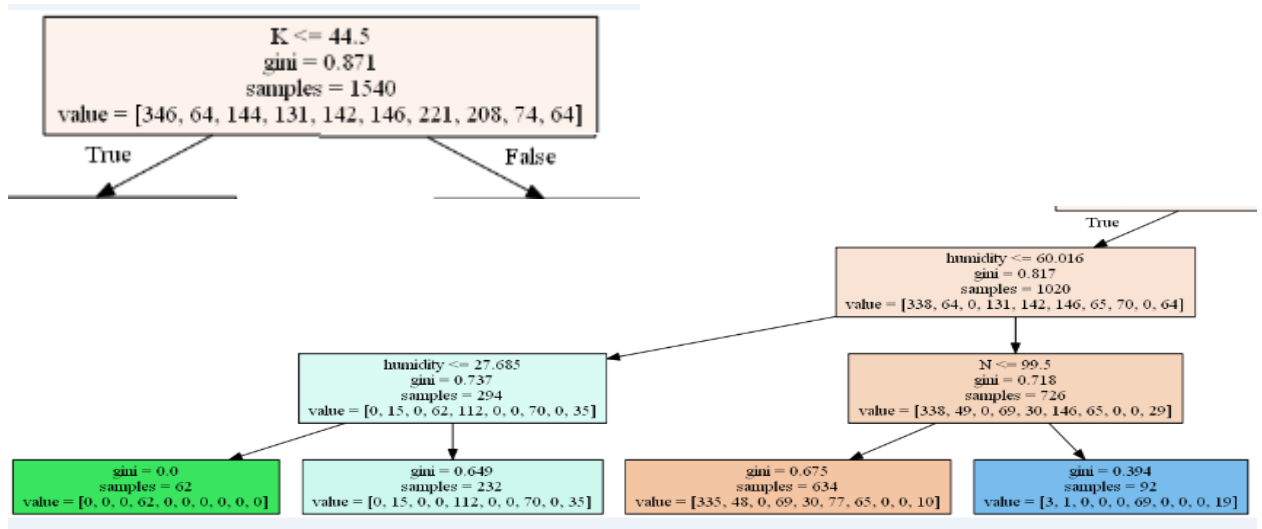 K <= 44.5
gini = 0.871
samples = 1540
value = [346, 64, 144, 131, 142, 146, 221, 208, 74, 64]
True
False
True
humidity <= 60.016
gini = 0.817
samples = 1020
value = [338, 64, 0, 131, 142, 146, 65, 70, 0, 64]
humidity <= 27.685
gini = 0.737
samples = 294
value = [0, 15, 0, 62, 112, 0, 0, 70, 0, 35]
N <= 99.5
gini = 0.718
samples = 726
value = [338, 49, 0, 69, 30, 146, 65, 0, 0, 29]
gini = 0.0
samples = 62
value = [0, 0, 0, 62, 0, 0, 0, 0, 0, 0]
gini = 0.649
samples = 232
value = [0, 15, 0, 0, 112, 0, 0, 70, 0, 35]
gini = 0.675
samples = 634
value = [335, 48, 0, 69, 30, 77, 65, 0, 0, 10]
gini = 0.394
samples = 92
value = [3, 1, 0, 0, 0, 69, 0, 0, 0, 19]